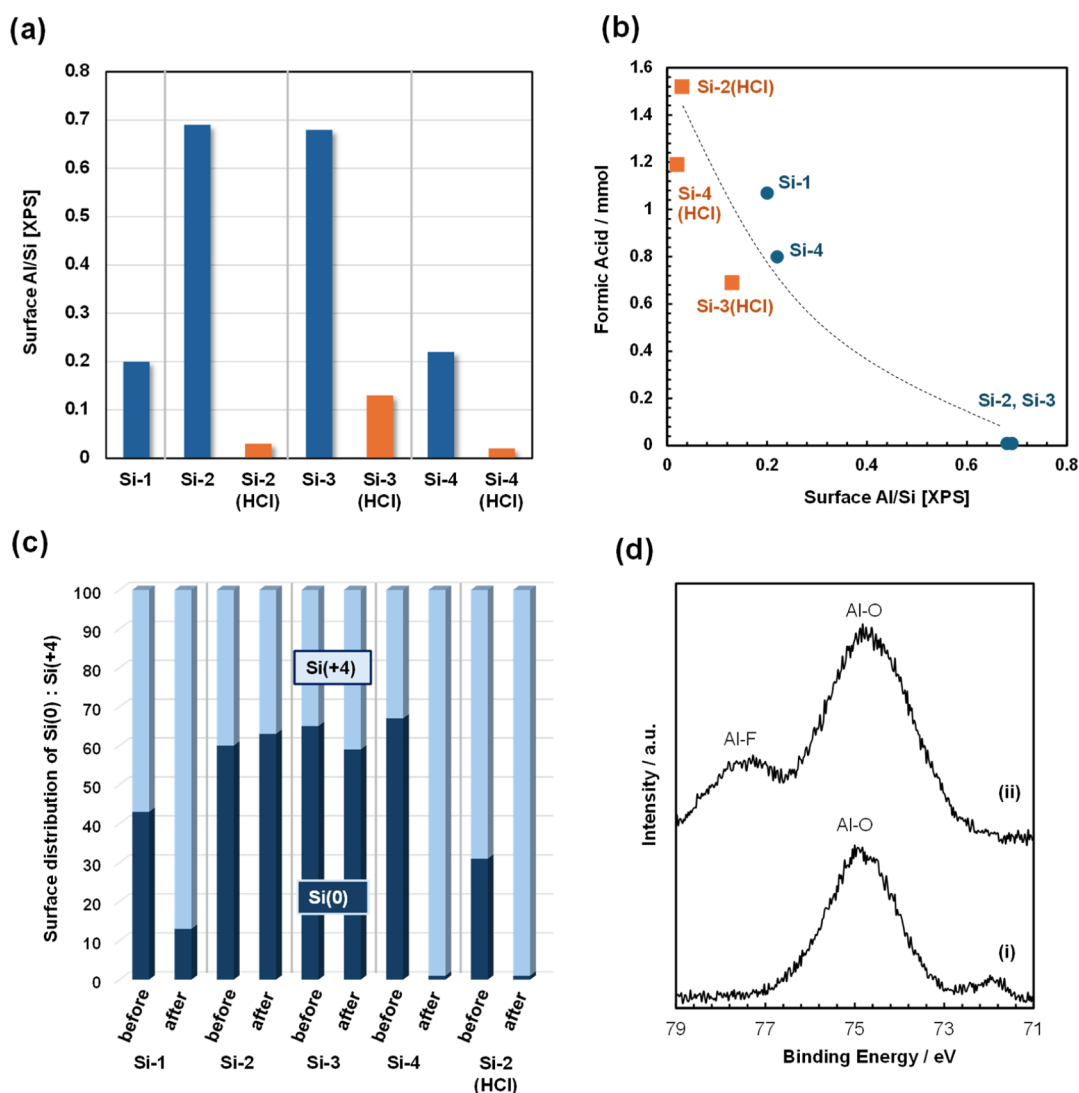 (a)
Surface Al/Si [XPS]
0.8
0.7
0.6
0.5
0.4
0.3
0.2
0.1
0
Si-1
Si-2
Si-2
(HCl)
Si-3
Si-3
(HCl)
Si-4
Si-4
(HCl)
(b)
Formic Acid / mmol
1.6
1.4
1.2
1
0.8
0.6
0.4
0.2
0
Si-2(HCl)
Si-4
(HCl)
Si-1
Si-4
Si-3(HCl)
Si-2, Si-3
0
0.2
0.4
0.6
0.8
Surface Al/Si [XPS]
(c)
Surface distribution of Si(0) : Si(+4)
100
90
80
70
60
50
40
30
20
10
0
Si(+4)
Si(0)
before
after
before
after
before
after
before
after
before
after
Si-1
Si-2
Si-3
Si-4
Si-2
(HCl)
(d)
Intensity / a.u.
Al-O
Al-F
(ii)
Al-O
(i)
79
77
75
73
71
Binding Energy / eV